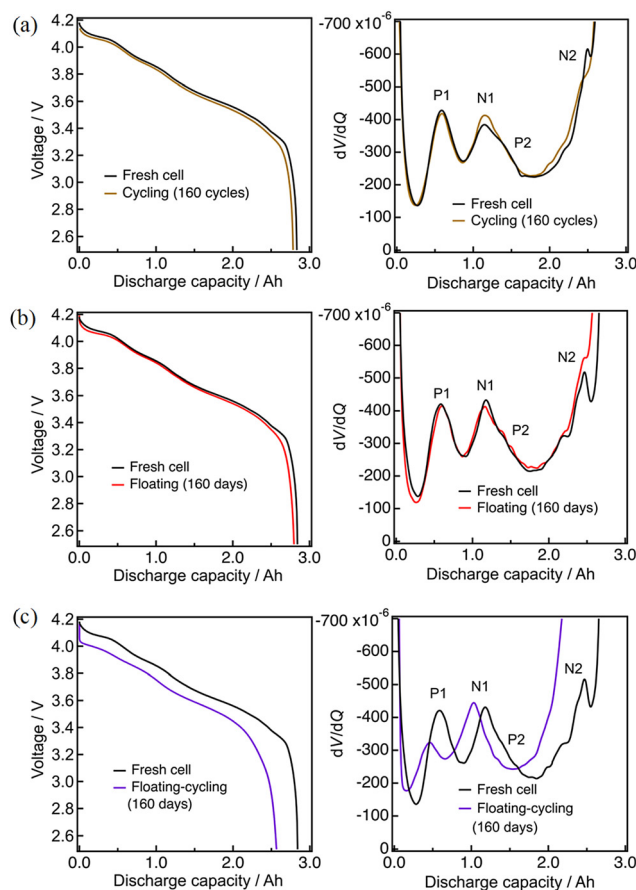 (a)
4.2
4.0
3.8
3.6
3.4
3.2
3.0
2.8
2.6
Voltage / V
Fresh cell
Cycling (160 cycles)
0.0 1.0 2.0 3.0
Discharge capacity / Ah
-700 x10⁻⁶
-600
-500
-400
-300
-200
-100
0
dV/dQ
P1
N1
P2
N2
Fresh cell
Cycling (160 cycles)
0.0 1.0 2.0 3.0
Discharge capacity / Ah
(b)
4.2
4.0
3.8
3.6
3.4
3.2
3.0
2.8
2.6
Voltage / V
Fresh cell
Floating (160 days)
0.0 1.0 2.0 3.0
Discharge capacity / Ah
-700 x10⁻⁶
-600
-500
-400
-300
-200
-100
0
dV/dQ
P1
N1
P2
N2
Fresh cell
Floating (160 days)
0.0 1.0 2.0 3.0
Discharge capacity / Ah
(c)
4.2
4.0
3.8
3.6
3.4
3.2
3.0
2.8
2.6
Voltage / V
Fresh cell
Floating-cycling
(160 days)
0.0 1.0 2.0 3.0
Discharge capacity / Ah
-700 x10⁻⁶
-600
-500
-400
-300
-200
-100
0
dV/dQ
P1
N1
P2
N2
Fresh cell
Floating-cycling
(160 days)
0.0 1.0 2.0 3.0
Discharge capacity / Ah